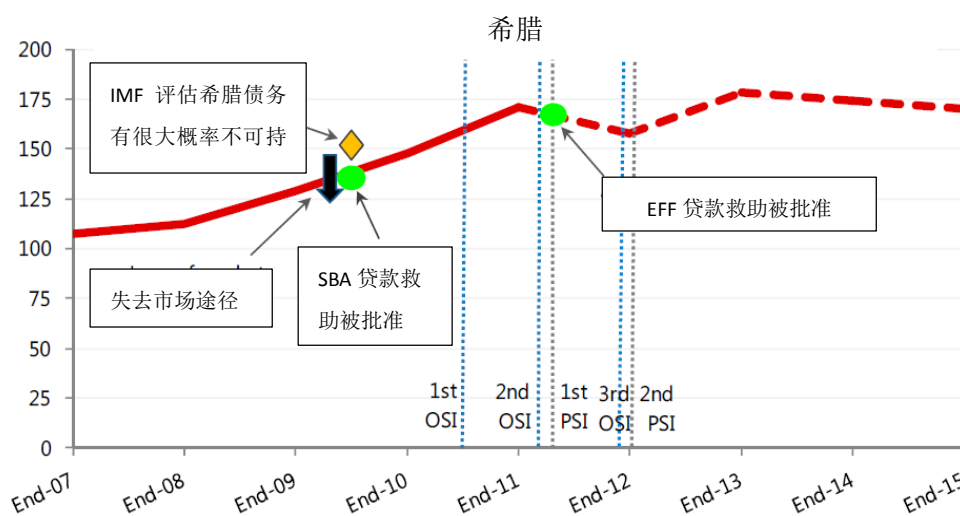 希腊
200
175
150
125
100
75
50
25
0
IMF 评估希腊债务
有很大概率不可持
EFF 贷款救助被批准
SBA 贷款救
助被批准
失去市场途径
1st
OSI
2nd
OSI
1st
PSI
3rd
OSI
2nd
PSI
End-07
End-08
End-09
End-10
End-11
End-12
End-13
End-14
End-15